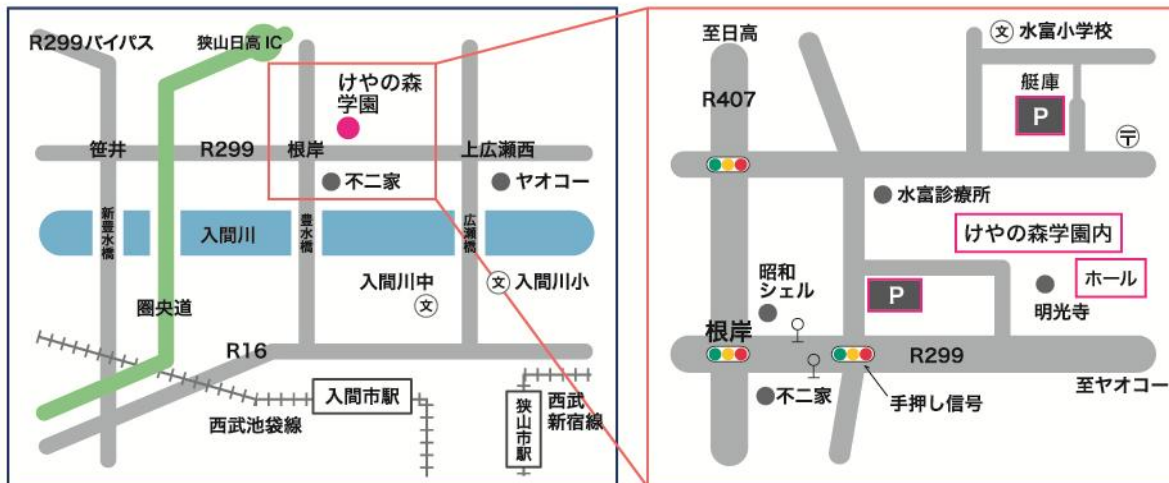 R299バイパス
狭山日高IC
けやの森
学園
笹井
R299
根岸
上広瀬西
不二家
ヤオコー
新豊水橋
入間川
豊水橋
広瀬橋
入間川中
文
文
入間川小
圏央道
R16
入間市駅
西武池袋線
狭山市駅
西武
新宿線
至日高
文
水富小学校
艇庫
R407
P
〒
水富診療所
けやの森学園内
昭和
シェル
ホール
P
明光寺
根岸
R299
至ヤオコー
不二家
手押し信号